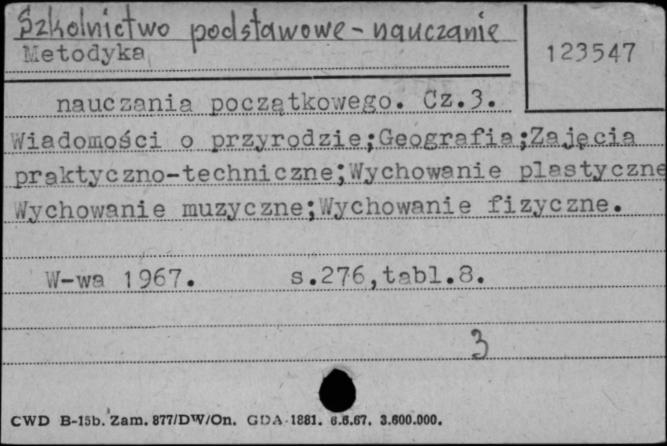 Szkolnictwo podstawowe - nauczanie
Metodyka
123547
nauczania początkowego. Cz.3.
Wiadomości o przyrodzie;Geografia;Zajęcia
praktyczno-techniczne;Wychowanie plastyczne
Wychowanie muzyczne;Wychowanie fizyczne.
W-wa 1967. s.276,tabl.8.
3
CWD B-15b. Zam. 877/DW/On. GDA-1881. 6.6.67. 3.600.000.